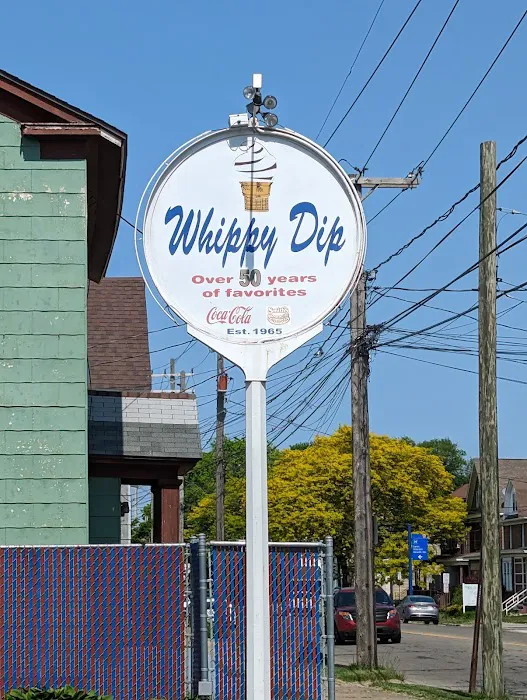 Whippy Dip
Over 50 years
of favorites
Coca-Cola
Est. 1965